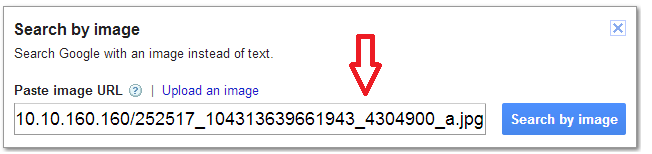 Search by image
Search Google with an image instead of text.
Paste image URL ? | Upload an image
10.10.160.160/252517_104313639661943_4304900_a.jpg Search by image